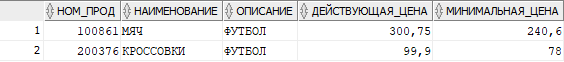 НОМ_ПРОД НАИМЕНОВАНИЕ ОПИСАНИЕ ДЕЙСТВУЮЩАЯ_ЦЕНА МИНИМАЛЬНАЯ_ЦЕНА
1 100861 МЯЧ ФУТБОЛ 300,75 240,6
2 200376 КРОССОВКИ ФУТБОЛ 99,9 78